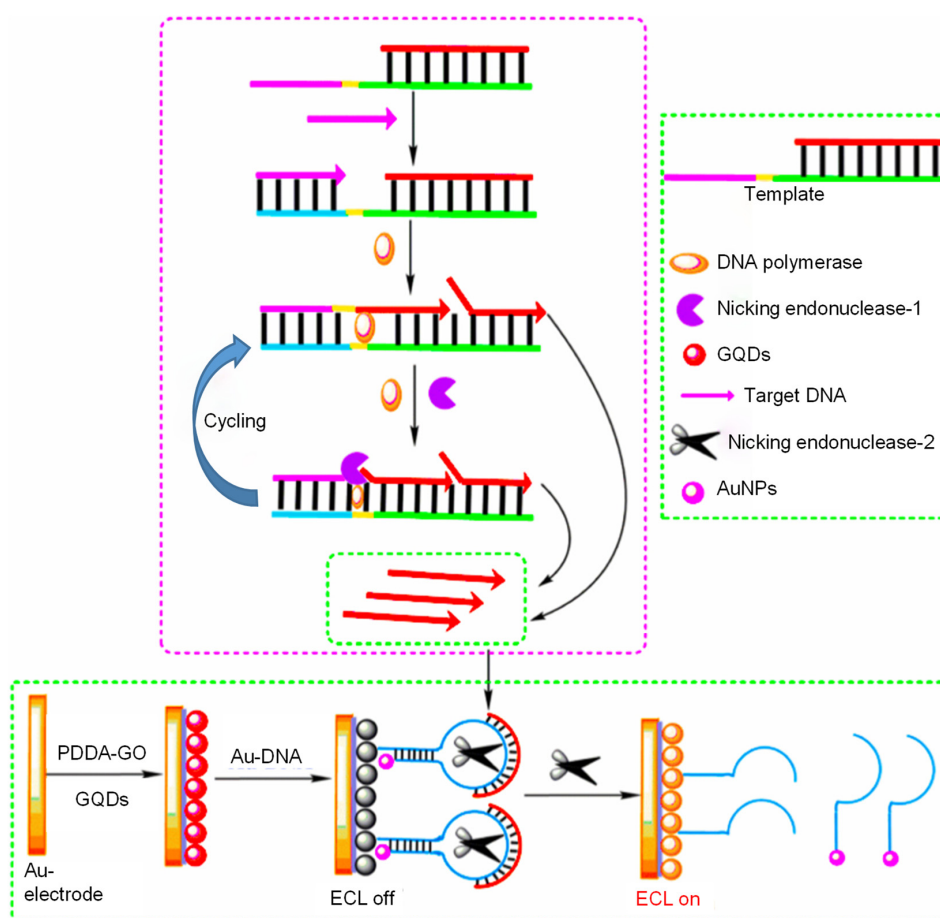 Template
DNA polymerase
Nicking endonuclease-1
GQDs
Target DNA
Nicking endonuclease-2
AuNPs
Cycling
PDDA-GO
GQDs
Au-DNA
Au-
electrode
ECL off
ECL on